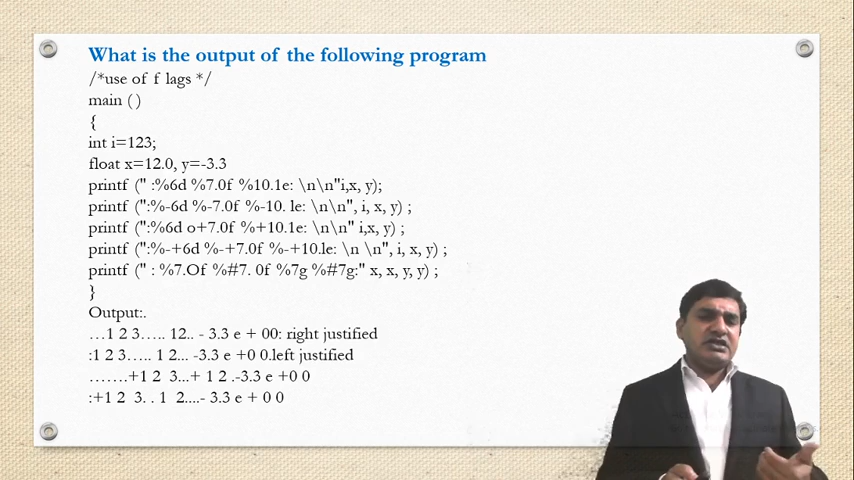 What is the output of the following program
/*use of f lags */
main ( )
{
int i=123;
float x=12.0, y=-3.3
printf (" :%6d %7.0f %10.1e: \n\n"i,x, y);
printf (":%-6d %-7.0f %-10. le: \n\n", i, x, y) ;
printf (":%6d o+7.0f %+10.1e: \n\n" i,x, y) ;
printf (":%-+6d %-+7.0f %-+10.le: \n \n", i, x, y) ;
printf (" : %7.Of %#7. 0f %7g %#7g:" x, x, y, y) ;
}
Output:.
…1 2 3….. 12.. - 3.3 e + 00: right justified
:1 2 3….. 1 2... -3.3 e +0 0.left justified
…….+1 2  3...+ 1 2 .-3.3 e +0 0
:+1 2  3. . 1  2....- 3.3 e + 0 0